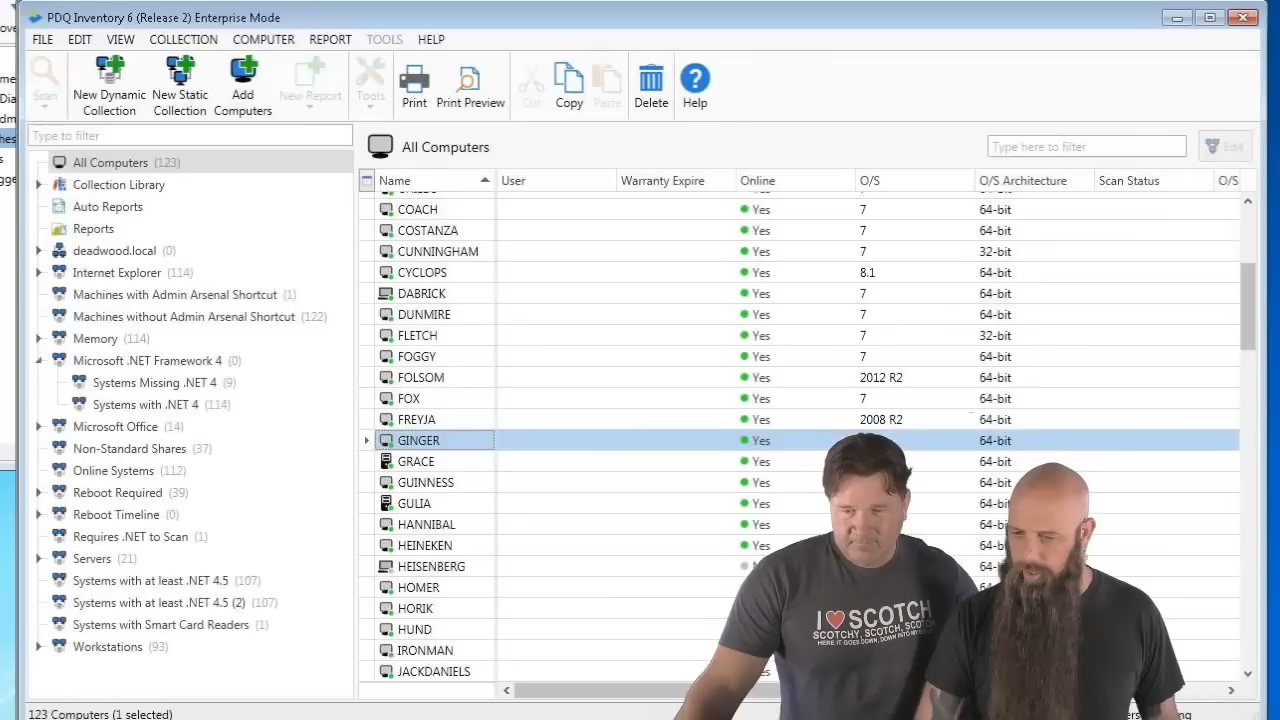 PDQ Inventory 6 (Release 2) Enterprise Mode
FILE EDIT VIEW COLLECTION COMPUTER REPORT TOOLS HELP
Scan
New Dynamic Collection
New Static Collection
Add Computers
New Report
Tools
Print
Print Preview
Cut
Copy
Paste
Delete
Help
Type to filter
All Computers (123)
Collection Library
Auto Reports
Reports
deadwood.local (0)
Internet Explorer (114)
Machines with Admin Arsenal Shortcut (1)
Machines without Admin Arsenal Shortcut (122)
Memory (114)
Microsoft .NET Framework 4 (0)
Systems Missing .NET 4 (9)
Systems with .NET 4 (114)
Microsoft Office (14)
Non-Standard Shares (37)
Online Systems (112)
Reboot Required (39)
Reboot Timeline (0)
Requires .NET to Scan (1)
Servers (21)
Systems with at least .NET 4.5 (107)
Systems with at least .NET 4.5 (2) (107)
Systems with Smart Card Readers (1)
Workstations (93)
All Computers
Type here to filter
Edit
Name User Warranty Expire Online O/S O/S Architecture Scan Status O/S
COACH Yes 7 64-bit
COSTANZA Yes 7 64-bit
CUNNINGHAM Yes 7 32-bit
CYCLOPS Yes 8.1 64-bit
DABRICK Yes 7 64-bit
DUNMIRE Yes 7 64-bit
FLETCH Yes 7 32-bit
FOGGY Yes 7 64-bit
FOLSOM Yes 2012 R2 64-bit
FOX Yes 7 64-bit
FREYJA Yes 2008 R2 64-bit
GINGER Yes 64-bit
GRACE Yes 64-bit
GUINNESS Yes 64-bit
GULIA Yes 64-bit
HANNIBAL Yes
HEINEKEN Yes
HEISENBERG
HOMER
HORIK
HUND
IRONMAN
JACKDANIELS
I ♥ SCOTCH
SCOTCHY, SCOTCH, SCOTCH
HERE IT GOES DOWN, DOWN INTO MY
123 Computers (1 selected)